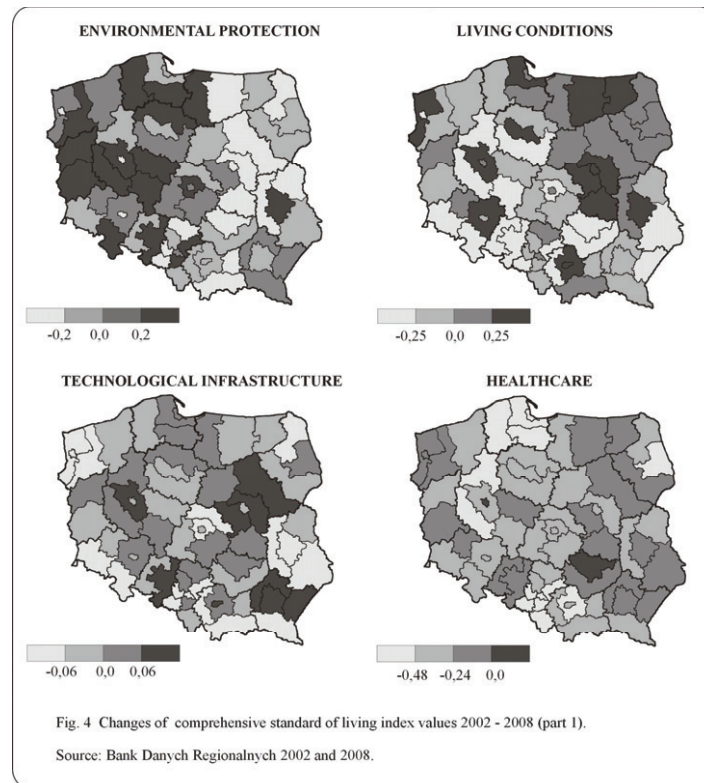 ENVIRONMENTAL PROTECTION
LIVING CONDITIONS
-0,2 0,0 0,2
-0,25 0,0 0,25
TECHNOLOGICAL INFRASTRUCTURE
HEALTHCARE
-0,06 0,0 0,06
-0,48 -0,24 0,0
Fig. 4 Changes of comprehensive standard of living index values 2002 - 2008 (part 1).
Source: Bank Danych Regionalnych 2002 and 2008.